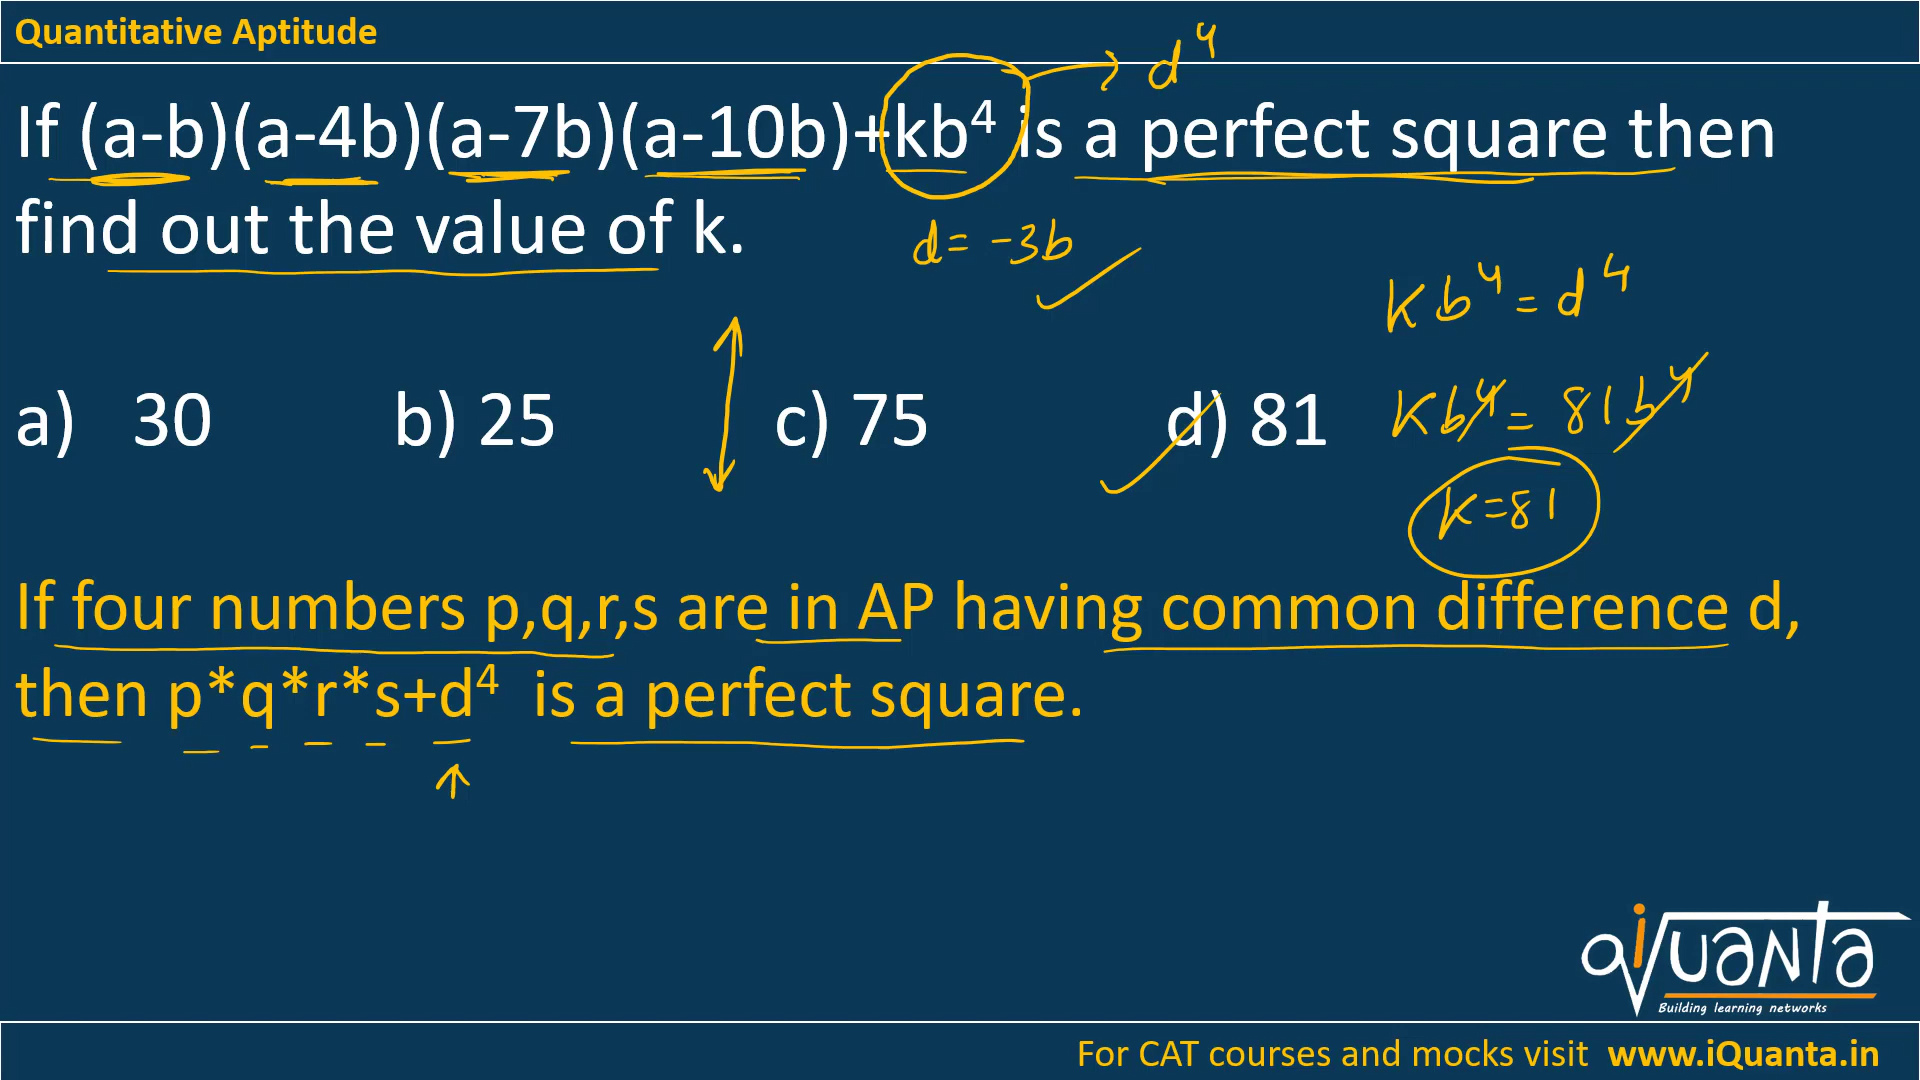 Quantitative Aptitude
d⁴
If (a-b)(a-4b)(a-7b)(a-10b)+kb⁴ is a perfect square then
find out the value of k.
d = -3b
Kb⁴ = d⁴
a) 30 b) 25 c) 75 d) 81
Kb⁴ = 81b⁴
K=81
If four numbers p,q,r,s are in AP having common difference d,
then p*q*r*s+d⁴ is a perfect square.
iQuanta
Building learning networks
For CAT courses and mocks visit www.iQuanta.in